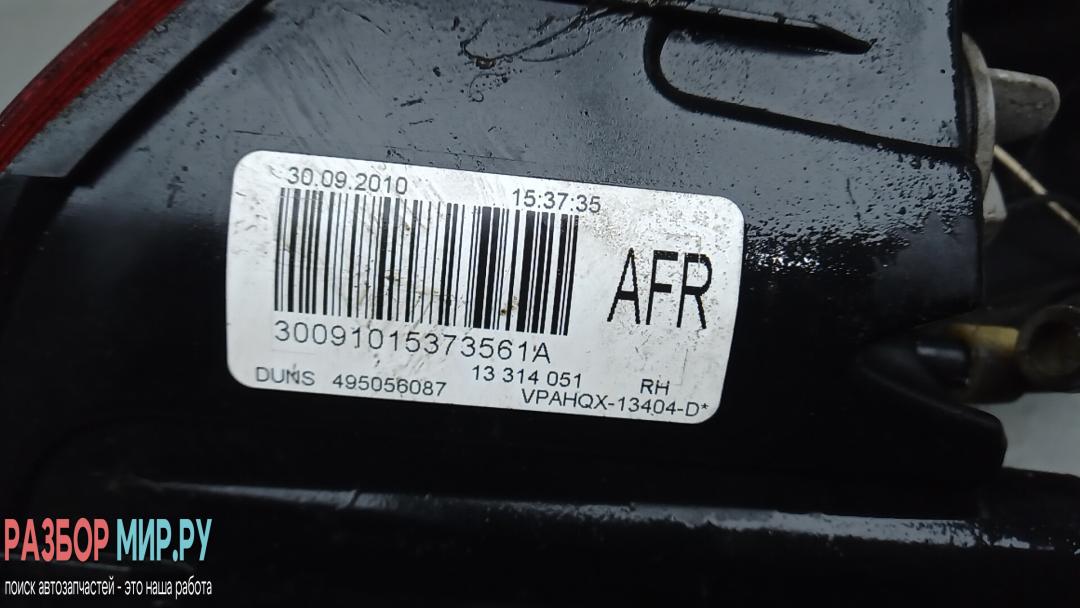 30.09.2010 15:37:35
AFR
30091015373561A
DUNS 495056087 13 314 051 RH
VPAHQX-13404-D*
РАЗБОР МИР.РУ
поиск автозапчастей - это наша работа